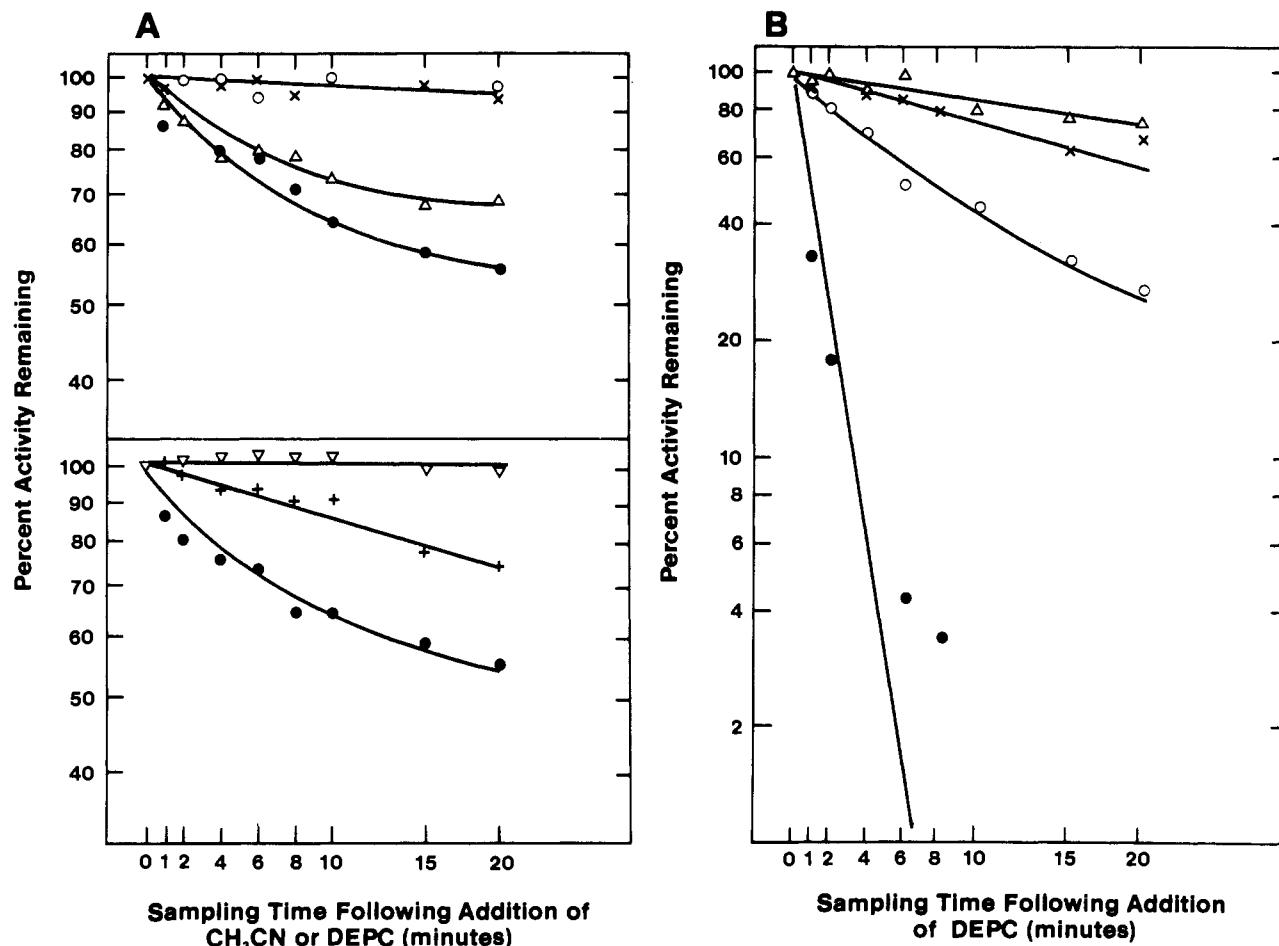 A
Percent Activity Remaining
100
90
80
70
60
50
40
Percent Activity Remaining
100
90
80
70
60
50
40
0 1 2 4 6 8 10 15 20
Sampling Time Following Addition of
CH3CN or DEPC (minutes)
B
Percent Activity Remaining
100
80
60
40
20
10
8
6
4
2
0 1 2 4 6 8 10 15 20
Sampling Time Following Addition
of DEPC (minutes)